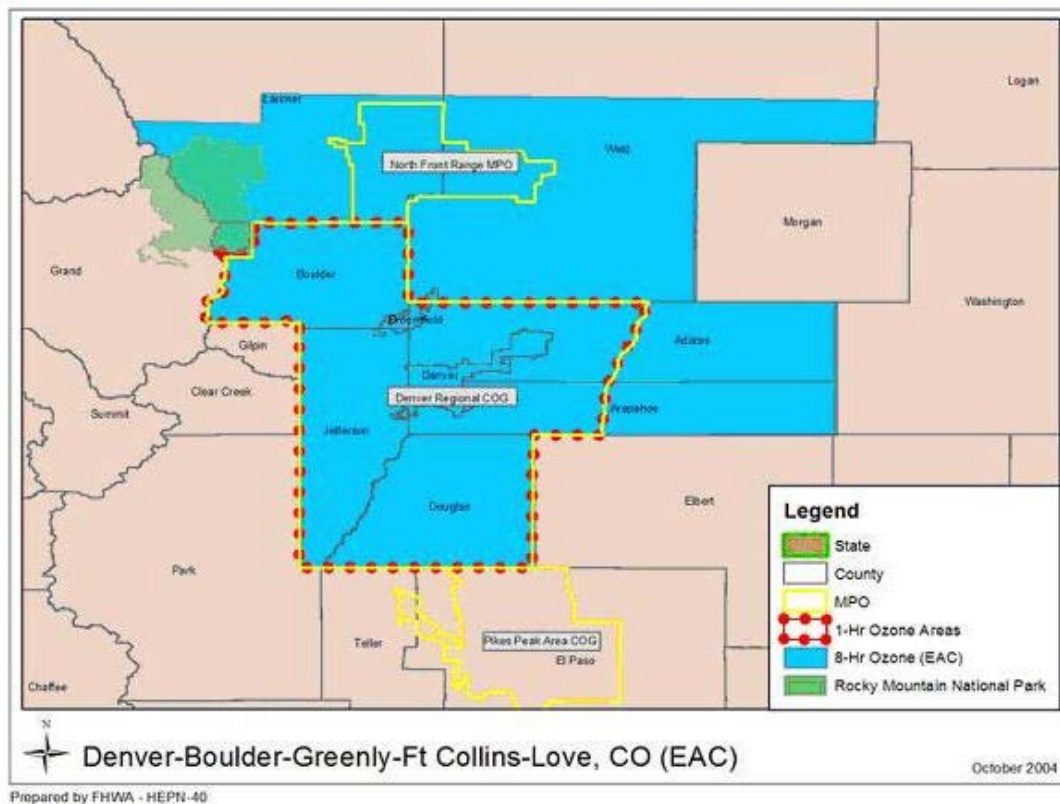 Logan
Larimer
Weld
North Front Range MPO
Morgan
Grand
Boulder
Washington
Broomfield
Gilpin
Adams
Denver
Clear Creek
Denver Regional COG
Summit
Arapahoe
Jefferson
Douglas
Elbert
Park
Teller
Pikes Peak Area COG
El Paso
Chaffee
Legend
State
County
MPO
1-Hr Ozone Areas
8-Hr Ozone (EAC)
Rocky Mountain National Park
N
Denver-Boulder-Greenly-Ft Collins-Love, CO (EAC)
October 2004
Prepared by FHWA - HEPN-40